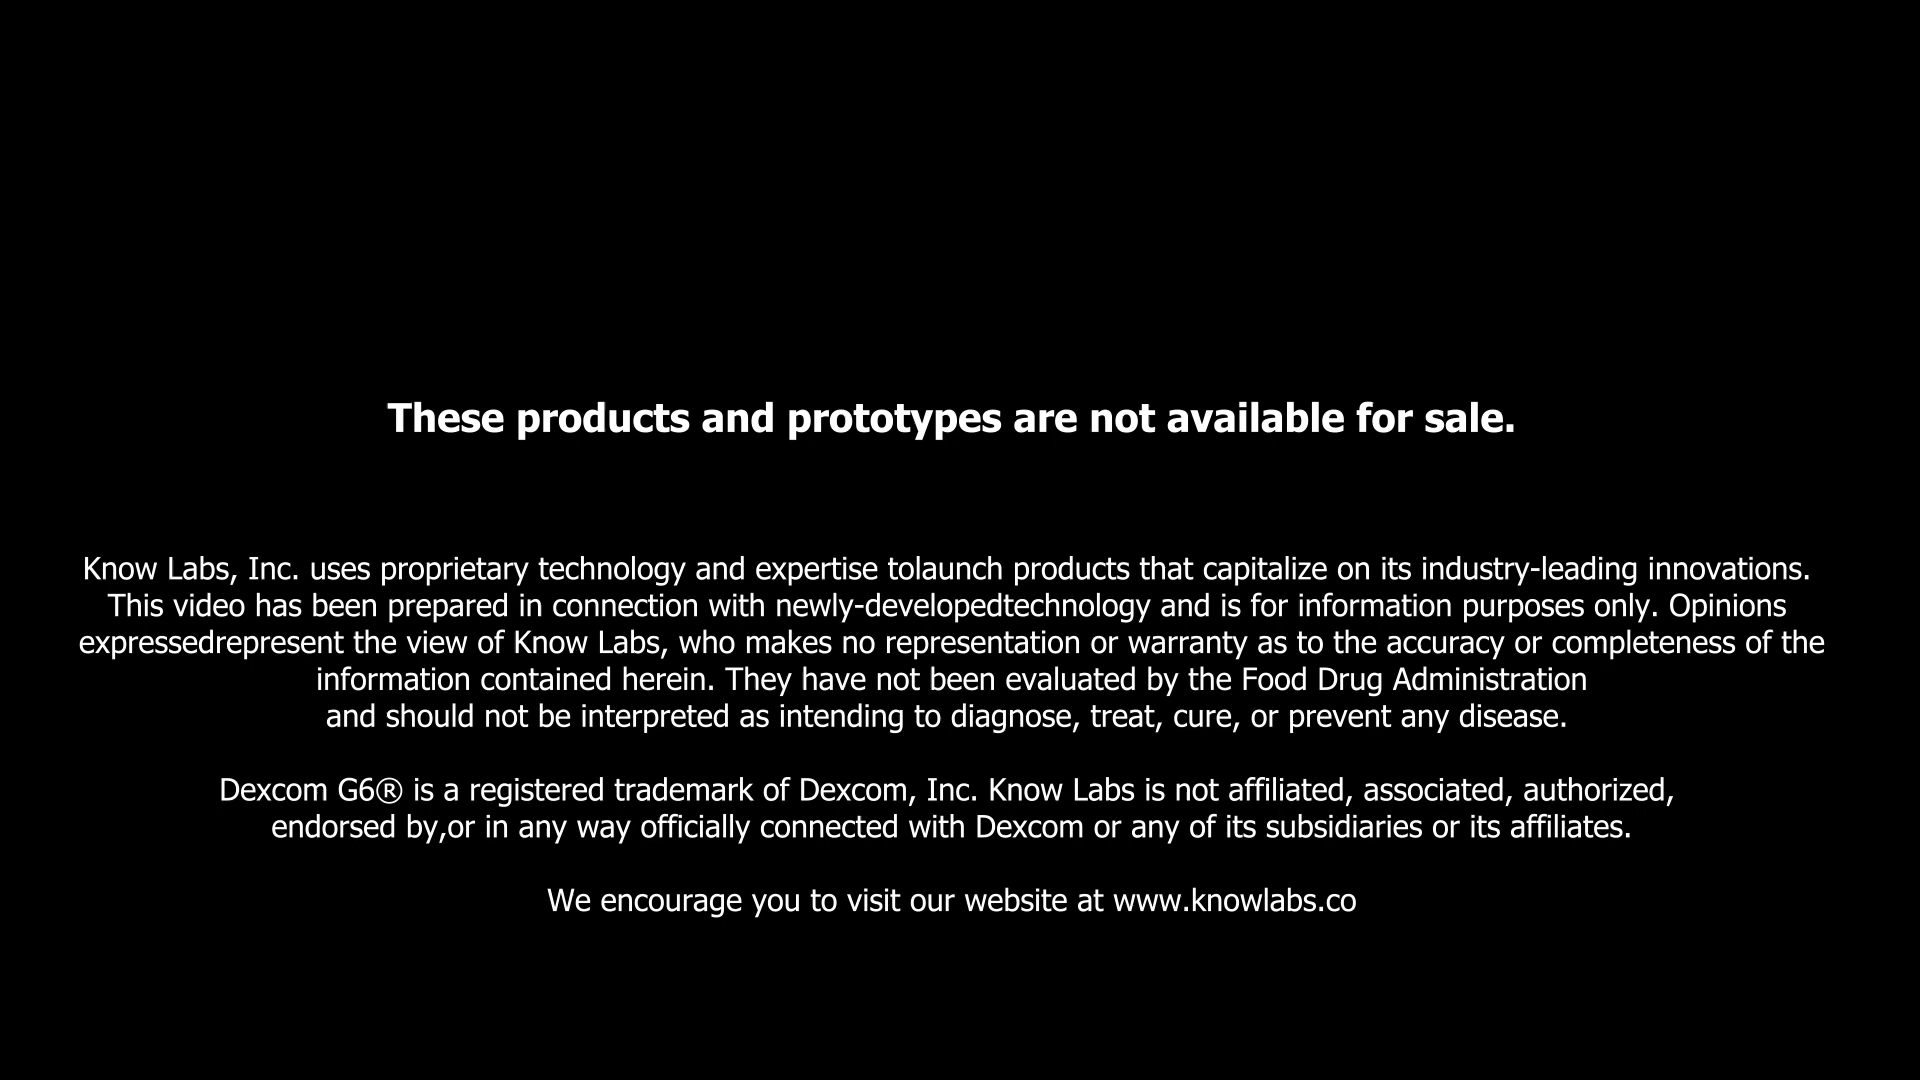 These products and prototypes are not available for sale.
Know Labs, Inc. uses proprietary technology and expertise tolaunch products that capitalize on its industry-leading innovations.
This video has been prepared in connection with newly-developedtechnology and is for information purposes only. Opinions
expressedrepresent the view of Know Labs, who makes no representation or warranty as to the accuracy or completeness of the
information contained herein. They have not been evaluated by the Food Drug Administration
and should not be interpreted as intending to diagnose, treat, cure, or prevent any disease.
Dexcom G6® is a registered trademark of Dexcom, Inc. Know Labs is not affiliated, associated, authorized,
endorsed by,or in any way officially connected with Dexcom or any of its subsidiaries or its affiliates.
We encourage you to visit our website at www.knowlabs.co